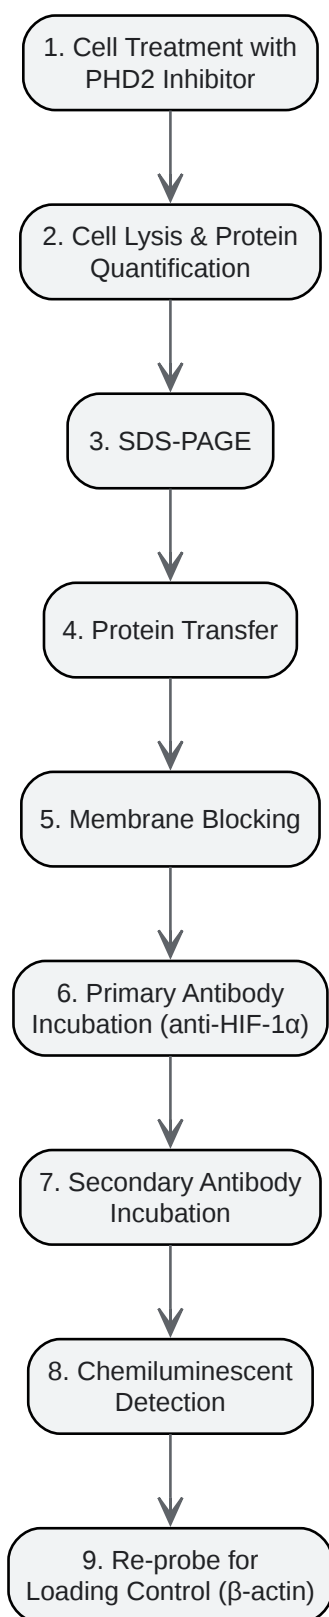 1. Cell Treatment with
PHD2 Inhibitor
2. Cell Lysis & Protein
Quantification
3. SDS-PAGE
4. Protein Transfer
5. Membrane Blocking
6. Primary Antibody
Incubation (anti-HIF-1α)
7. Secondary Antibody
Incubation
8. Chemiluminescent
Detection
9. Re-probe for
Loading Control (β-actin)